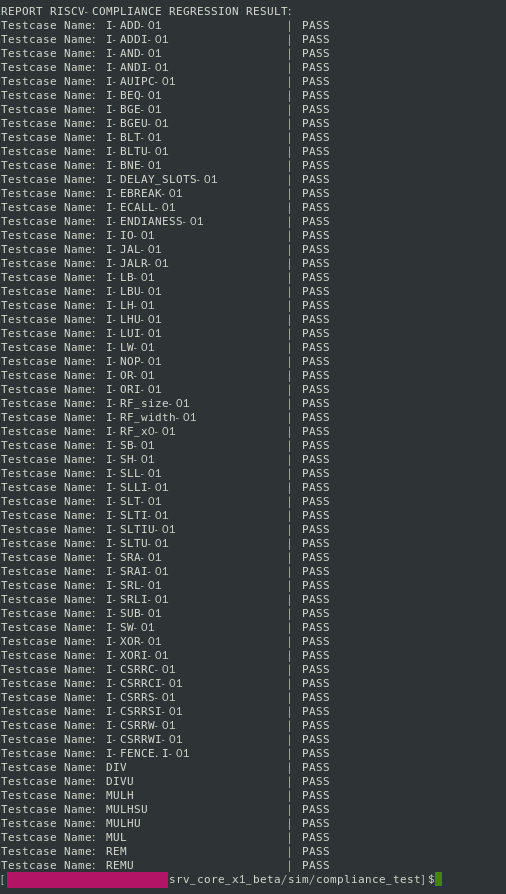 REPORT RISCV-COMPLIANCE REGRESSION RESULT:
Testcase Name: I-ADD-01 | PASS
Testcase Name: I-ADDI-01 | PASS
Testcase Name: I-AND-01 | PASS
Testcase Name: I-ANDI-01 | PASS
Testcase Name: I-AUIPC-01 | PASS
Testcase Name: I-BEQ-01 | PASS
Testcase Name: I-BGE-01 | PASS
Testcase Name: I-BGEU-01 | PASS
Testcase Name: I-BLT-01 | PASS
Testcase Name: I-BLTU-01 | PASS
Testcase Name: I-BNE-01 | PASS
Testcase Name: I-DELAY_SLOTS-01 | PASS
Testcase Name: I-EBREAK-01 | PASS
Testcase Name: I-ECALL-01 | PASS
Testcase Name: I-ENDIANESS-01 | PASS
Testcase Name: I-IO-01 | PASS
Testcase Name: I-JAL-01 | PASS
Testcase Name: I-JALR-01 | PASS
Testcase Name: I-LB-01 | PASS
Testcase Name: I-LBU-01 | PASS
Testcase Name: I-LH-01 | PASS
Testcase Name: I-LHU-01 | PASS
Testcase Name: I-LUI-01 | PASS
Testcase Name: I-LW-01 | PASS
Testcase Name: I-NOP-01 | PASS
Testcase Name: I-OR-01 | PASS
Testcase Name: I-ORI-01 | PASS
Testcase Name: I-RF_size-01 | PASS
Testcase Name: I-RF_width-01 | PASS
Testcase Name: I-RF_x0-01 | PASS
Testcase Name: I-SB-01 | PASS
Testcase Name: I-SH-01 | PASS
Testcase Name: I-SLL-01 | PASS
Testcase Name: I-SLLI-01 | PASS
Testcase Name: I-SLT-01 | PASS
Testcase Name: I-SLTI-01 | PASS
Testcase Name: I-SLTIU-01 | PASS
Testcase Name: I-SLTU-01 | PASS
Testcase Name: I-SRA-01 | PASS
Testcase Name: I-SRAI-01 | PASS
Testcase Name: I-SRL-01 | PASS
Testcase Name: I-SRLI-01 | PASS
Testcase Name: I-SUB-01 | PASS
Testcase Name: I-SW-01 | PASS
Testcase Name: I-XOR-01 | PASS
Testcase Name: I-XORI-01 | PASS
Testcase Name: I-CSRRC-01 | PASS
Testcase Name: I-CSRRCI-01 | PASS
Testcase Name: I-CSRRS-01 | PASS
Testcase Name: I-CSRRSI-01 | PASS
Testcase Name: I-CSRRW-01 | PASS
Testcase Name: I-CSRRWI-01 | PASS
Testcase Name: I-FENCE.I-01 | PASS
Testcase Name: DIV | PASS
Testcase Name: DIVU | PASS
Testcase Name: MULH | PASS
Testcase Name: MULHSU | PASS
Testcase Name: MULHU | PASS
Testcase Name: MUL | PASS
Testcase Name: REM | PASS
Testcase Name: REMU | PASS
[srv_core_x1_beta/sim/compliance_test]$